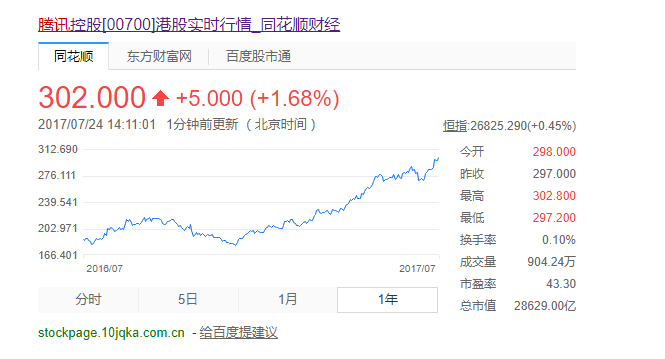 腾讯控股[00700]港股实时行情_同花顺财经
同花顺 东方财富网 百度股市通
302.000 +5.000 (+1.68%)
2017/07/24 14:11:01 1分钟前更新 （北京时间） 恒指:26825.290(+0.45%)
312.690
276.111
239.541
202.971
166.401
2016/07 2017/07
今开 298.000
昨收 297.000
最高 302.800
最低 297.200
换手率 0.10%
成交量 904.24万
市盈率 43.30
总市值 28629.00亿
分时 5日 1月 1年
stockpage.10jqka.com.cn - 给百度提建议